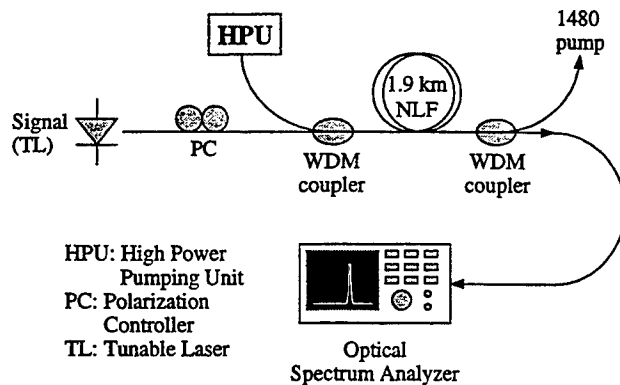 HPU
1480
pump
1.9 km
NLF
Signal
(TL)
PC
WDM
coupler
WDM
coupler
HPU: High Power
Pumping Unit
PC: Polarization
Controller
TL: Tunable Laser
Optical
Spectrum Analyzer